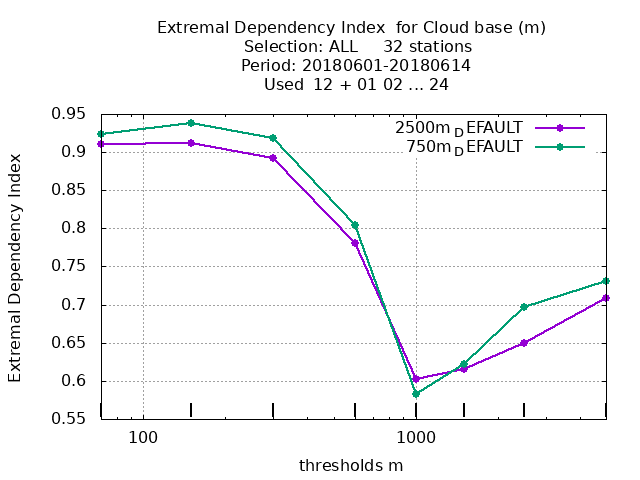 Extremal Dependency Index  for Cloud base (m)
Selection: ALL     32 stations
Period: 20180601-20180614
Used  12 + 01 02 ... 24
2500m_DEFAULT
750m_DEFAULT
Extremal Dependency Index
0.95
0.9
0.85
0.8
0.75
0.7
0.65
0.6
0.55
100
1000
thresholds m